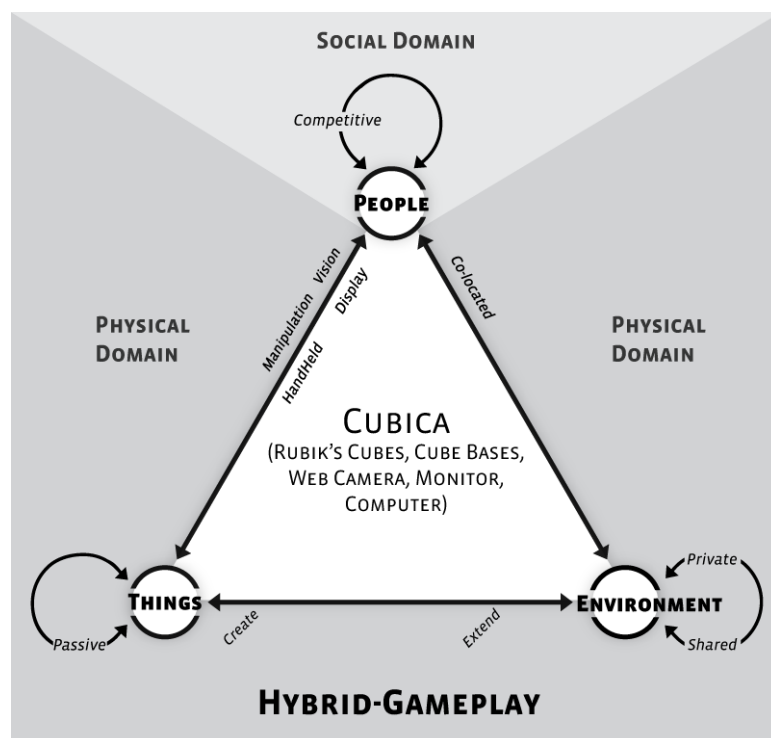 Social Domain
Competitive
People
Manipulation Vision
HandHeld Display
Co-located
Physical
Domain
Physical
Domain
Cubica
(Rubik's Cubes, Cube Bases,
Web Camera, Monitor,
Computer)
Things
Passive
Create
Extend
Environment
Private
Shared
Hybrid-Gameplay